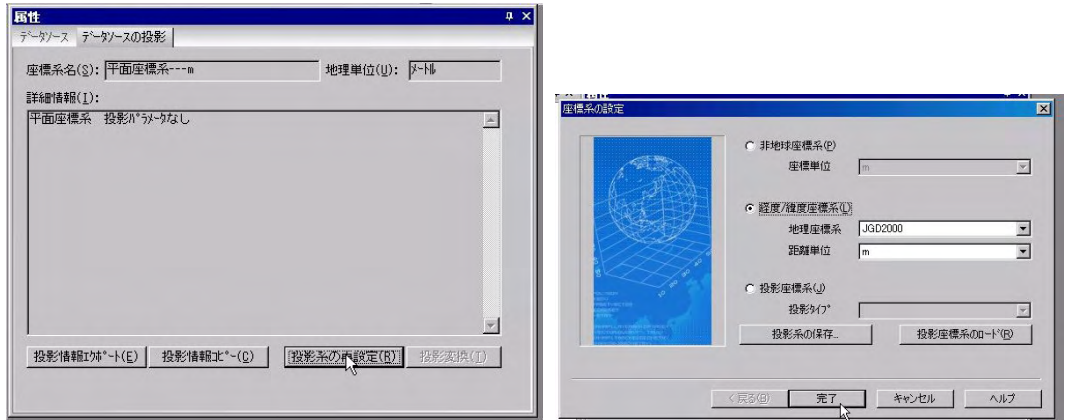 属性
データソース データソースの投影
座標系名(S): 平面座標系---m 地理単位(U): メートル
詳細情報(I):
平面座標系 投影パラメータなし
投影情報エクスポート(E) 投影情報コピー(C) 投影系の再設定(R) 投影変換(T)
座標系の設定
非地球座標系(P)
座標単位 m
経度/緯度座標系(L)
地理座標系 JGD2000
距離単位 m
投影座標系(J)
投影タイプ
投影系の保存... 投影座標系のロード(R)
<戻る(B) 完了 キャンセル ヘルプ